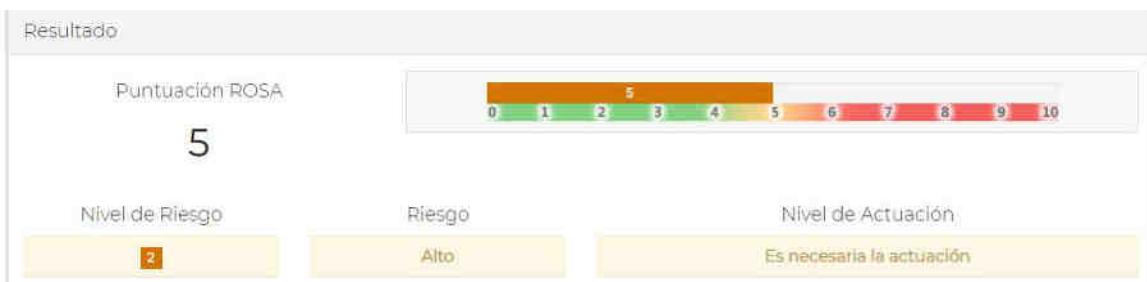 Resultado
Puntuación ROSA
5
5
0 1 2 3 4 5 6 7 8 9 10
Nivel de Riesgo
Riesgo
Nivel de Actuación
2
Alto
Es necesaria la actuación